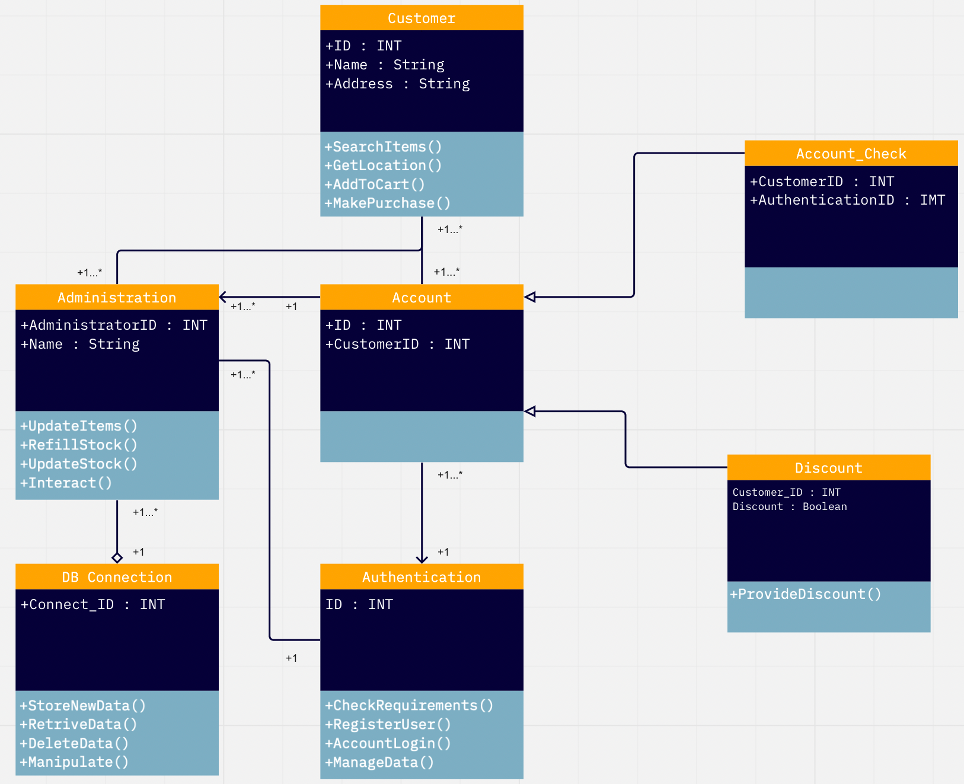 Customer
+ID : INT
+Name : String
+Address : String
+SearchItems()
+GetLocation()
+AddToCart()
+MakePurchase()
Account_Check
+CustomerID : INT
+AuthenticationID : IMT
+1...*
+1...*
+1...*
Administration
+AdministratorID : INT
+Name : String
+UpdateItems()
+RefillStock()
+UpdateStock()
+Interact()
+1...*
+1
Account
+ID : INT
+CustomerID : INT
+1...*
+1...*
+1
Discount
Customer_ID : INT
Discount : Boolean
+ProvideDiscount()
+1...*
+1
DB Connection
+Connect_ID : INT
+StoreNewData()
+RetriveData()
+DeleteData()
+Manipulate()
+1
Authentication
ID : INT
+CheckRequirements()
+RegisterUser()
+AccountLogin()
+ManageData()